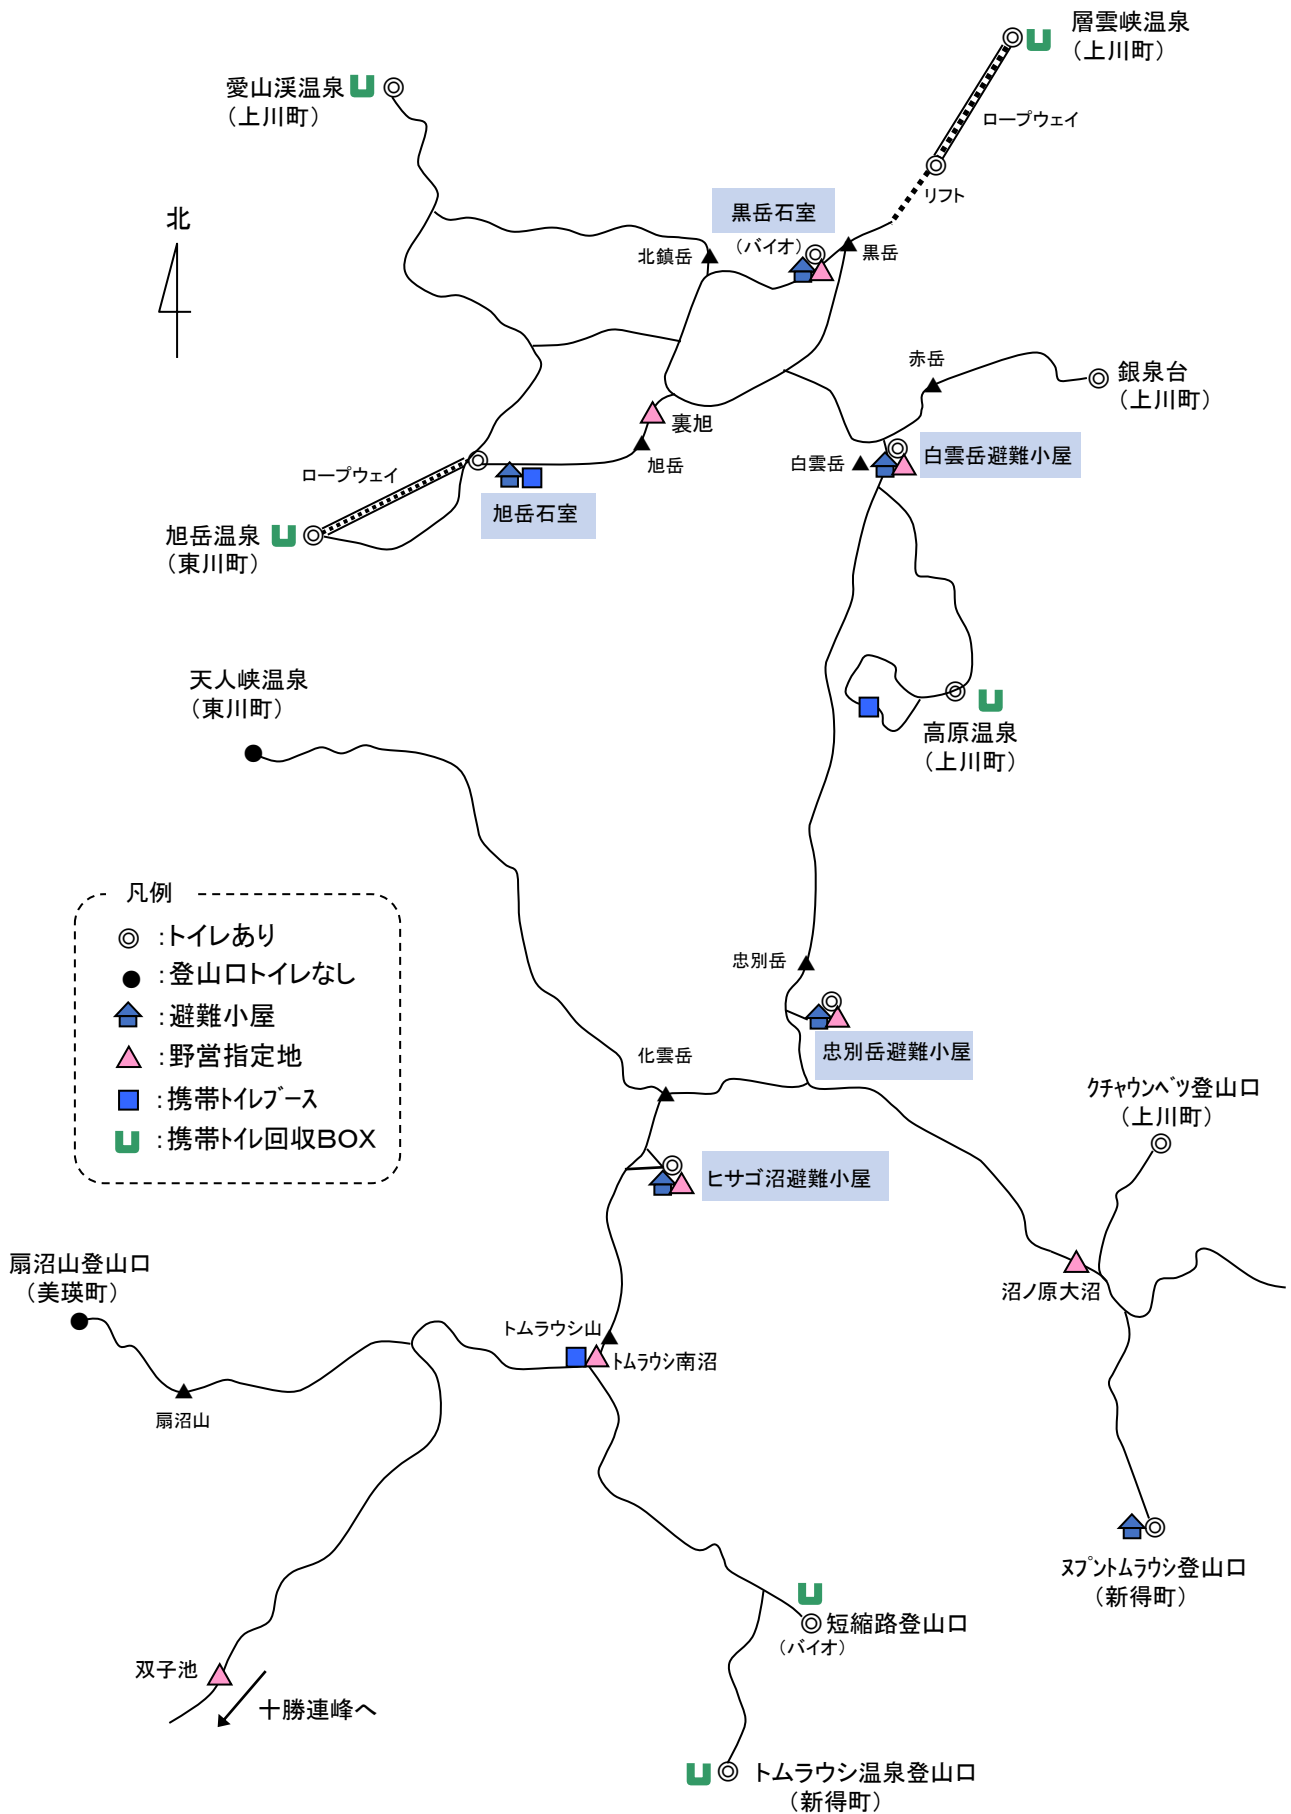 層雲峡温泉
（上川町）
愛山渓温泉
（上川町）
ロープウェイ
リフト
北
黒岳石室
（バイオ）
黒岳
北鎮岳
赤岳
銀泉台
（上川町）
裏旭
旭岳
白雲岳
白雲岳避難小屋
ロープウェイ
旭岳石室
旭岳温泉
（東川町）
天人峡温泉
（東川町）
高原温泉
（上川町）
凡例
：トイレあり
：登山口トイレなし
：避難小屋
：野営指定地
：携帯トイレブース
：携帯トイレ回収BOX
忠別岳
忠別岳避難小屋
化雲岳
クチャウンベツ登山口
（上川町）
ヒサゴ沼避難小屋
扇沼山登山口
（美瑛町）
沼ノ原大沼
トムラウシ山
トムラウシ南沼
扇沼山
ヌプントムラウシ登山口
（新得町）
短縮路登山口
（バイオ）
双子池
十勝連峰へ
トムラウシ温泉登山口
（新得町）